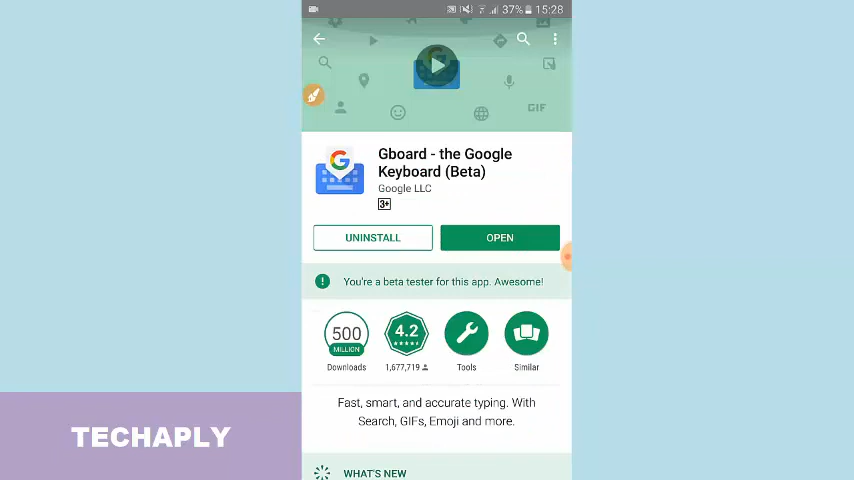 37% 15:28
GIF
Gboard - the Google
Keyboard (Beta)
Google LLC
3+
UNINSTALL
OPEN
You're a beta tester for this app. Awesome!
500
MILLION
4.2
Downloads
1,677,719
Tools
Similar
Fast, smart, and accurate typing. With
Search, GIFs, Emoji and more.
TECHAPLY
WHAT'S NEW